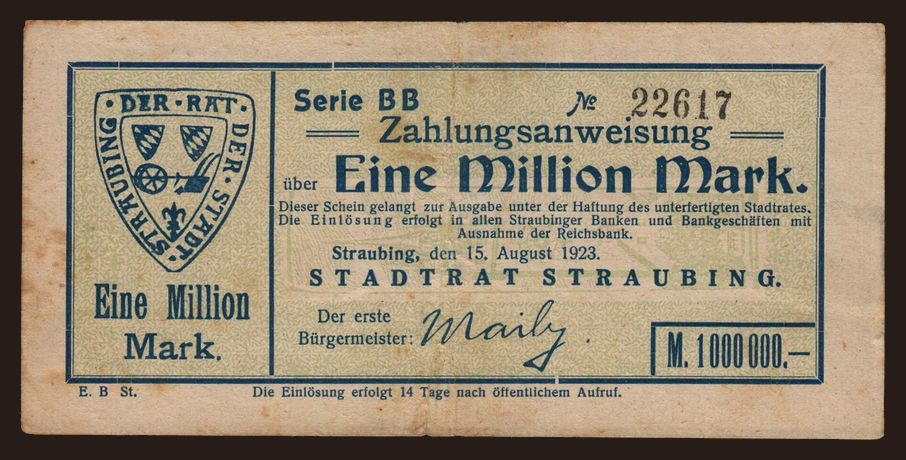 DER · RAT · DER · STADT · STRAUBING
Eine Million
Mark.
Serie BB № 22617
Zahlungsanweisung
über Eine Million Mark.
Dieser Schein gelangt zur Ausgabe unter der Haftung des unterfertigten Stadtrates.
Die Einlösung erfolgt in allen Straubinger Banken und Bankgeschäften mit
Ausnahme der Reichsbank.
Straubing, den 15. August 1923.
STADTRAT STRAUBING.
Der erste
Bürgermeister:
M. 1000000.—
E. B St.
Die Einlösung erfolgt 14 Tage nach öffentlichem Aufruf.